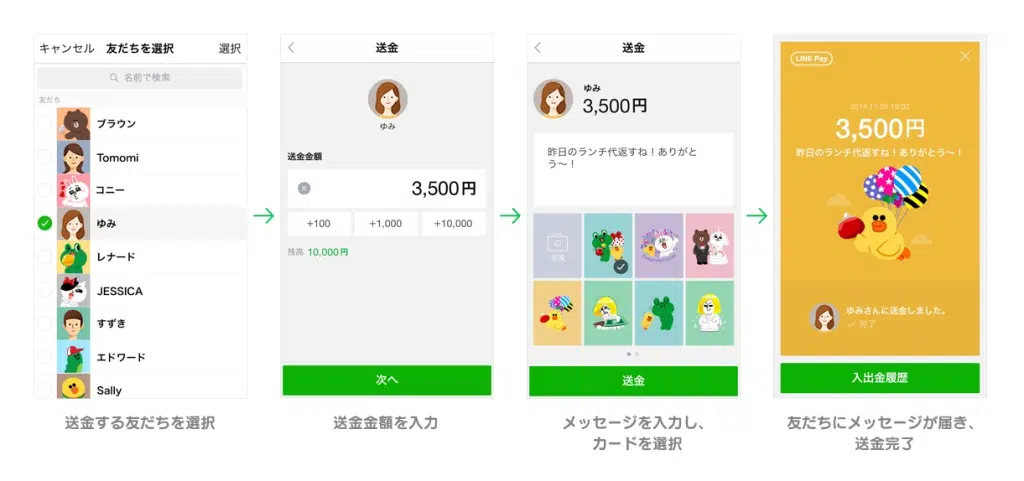 キャンセル 友だちを選択 選択
名前で検索
友だち
ブラウン
Tomomi
コニー
ゆみ
レナード
JESSICA
すずき
エドワード
Sally
送金する友だちを選択
送金
ゆみ
送金金額
3,500円
+100 +1,000 +10,000
残高 10,000円
次へ
送金金額を入力
送金
ゆみ
3,500円
昨日のランチ代返すね！ありがと
う〜！
写真
送金
メッセージを入力し、
カードを選択
LINE Pay
2014.11.20 19:02
3,500円
昨日のランチ代返すね！ありがとう〜！
ゆみさんに送金しました。
完了
入出金履歴
友だちにメッセージが届き、
送金完了